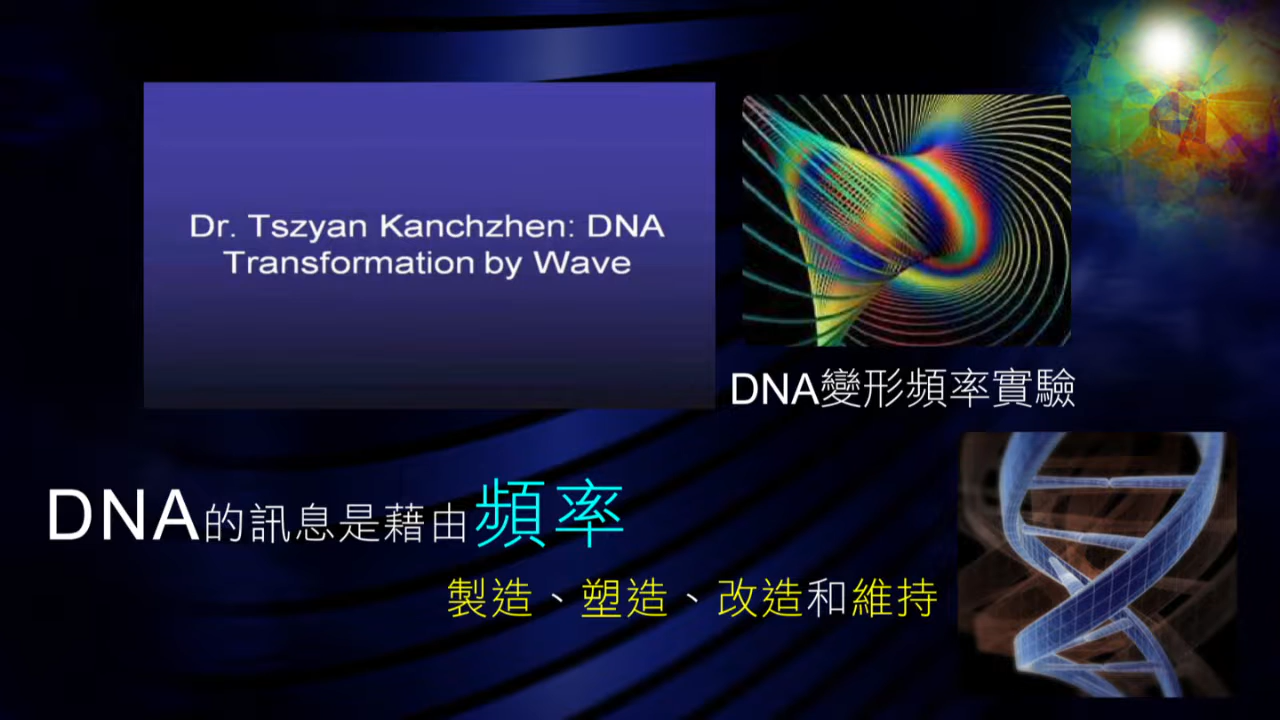 Dr. Tszyan Kanchzhen: DNA
Transformation by Wave
DNA變形頻率實驗
DNA的訊息是藉由頻率
製造、塑造、改造和維持